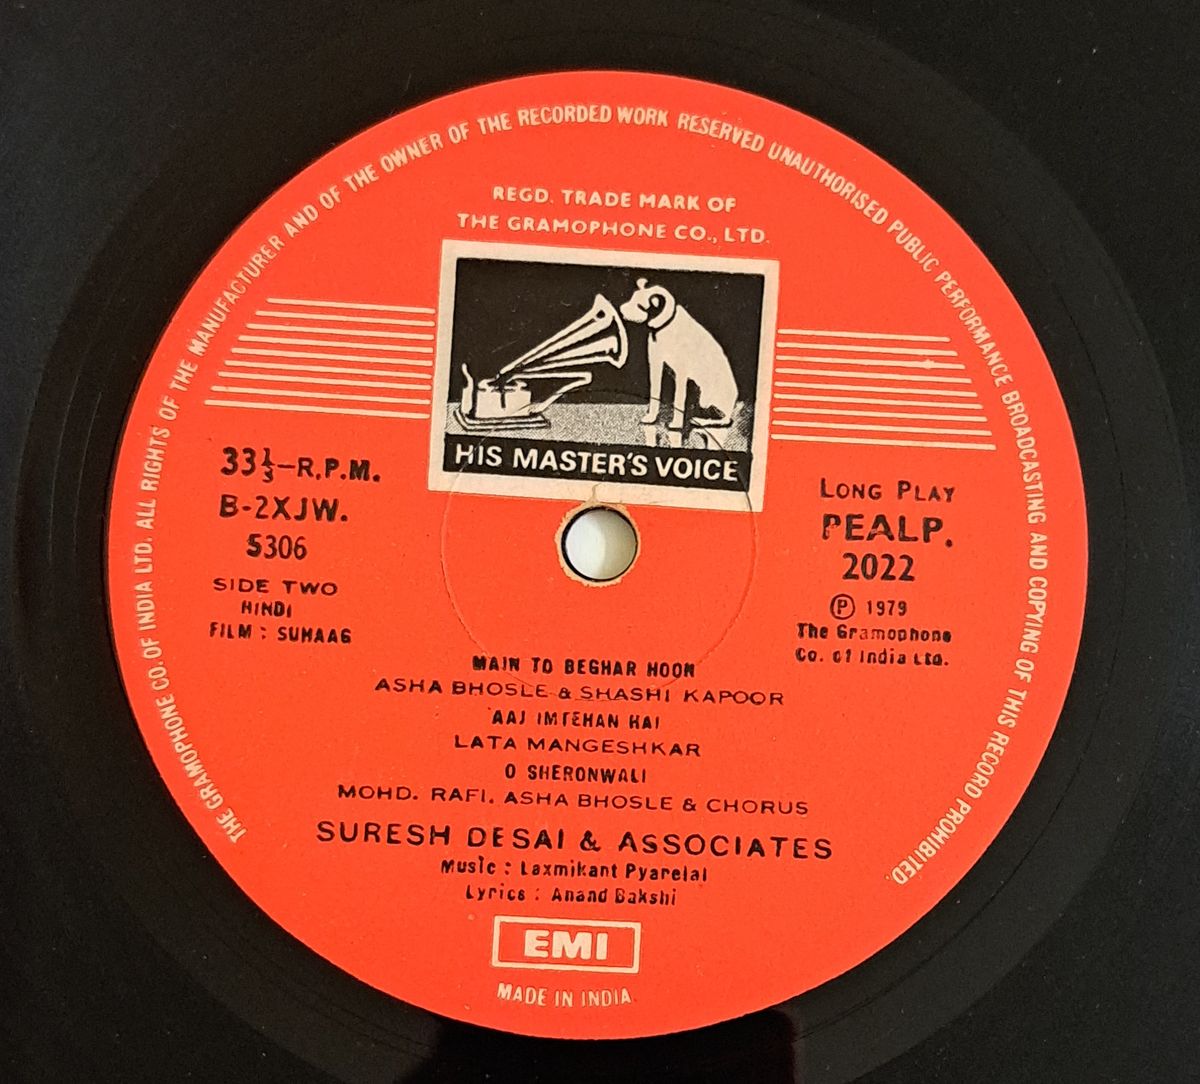 THE GRAMOPHONE CO. OF INDIA LTD. ALL RIGHTS OF THE MANUFACTURER AND OF THE OWNER OF THE RECORDED WORK RESERVED UNAUTHORISED PUBLIC PERFORMANCE BROADCASTING AND COPYING OF THIS RECORD PROHIBITED.
REGD. TRADE MARK OF
THE GRAMOPHONE CO., LTD.
HIS MASTER'S VOICE
33⅓–R.P.M.
B-2XJW.
5306
SIDE TWO
HINDI
FILM : SUHAAG
LONG PLAY
PEALP.
2022
Ⓟ 1979
The Gramophone
Co. of India Ltd.
MAIN TO BEGHAR HOON
ASHA BHOSLE & SHASHI KAPOOR
AAJ IMTEHAN HAI
LATA MANGESHKAR
O SHERONWALI
MOHD. RAFI, ASHA BHOSLE & CHORUS
SURESH DESAI & ASSOCIATES
Music : Laxmikant Pyarelal
Lyrics : Anand Bakshi
EMI
MADE IN INDIA